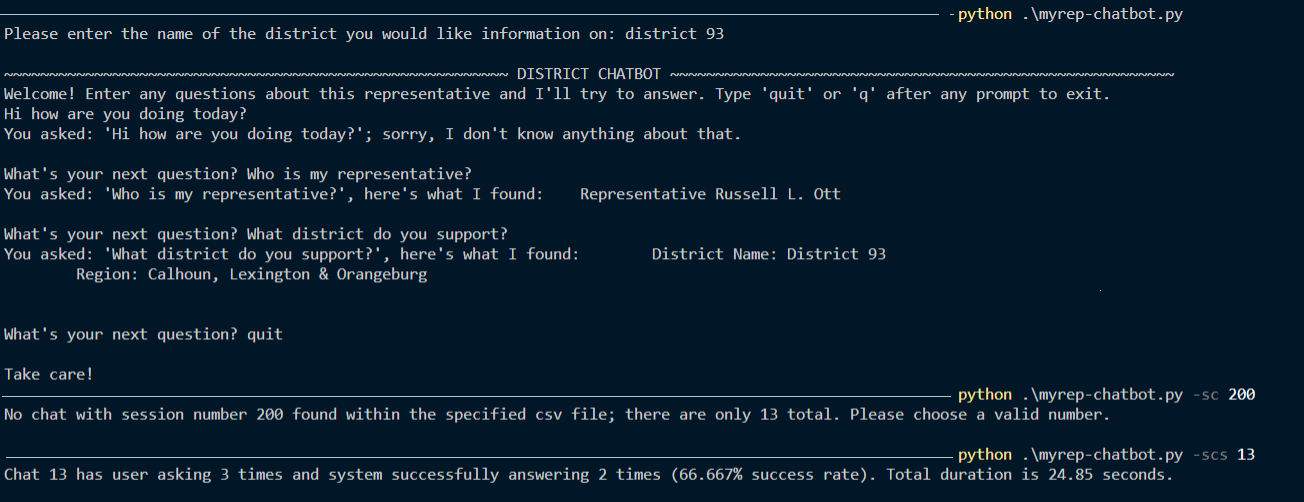 python .\myrep-chatbot.py
Please enter the name of the district you would like information on: district 93
~~~~~~~~~~~~~~~~~~~~~~~~~~~~~~~~~~~~~~~~~~~~~~~~~~~~~~~~ DISTRICT CHATBOT ~~~~~~~~~~~~~~~~~~~~~~~~~~~~~~~~~~~~~~~~~~~~~~~~~~~~~~~~
Welcome! Enter any questions about this representative and I'll try to answer. Type 'quit' or 'q' after any prompt to exit.
Hi how are you doing today?
You asked: 'Hi how are you doing today?'; sorry, I don't know anything about that.
What's your next question? Who is my representative?
You asked: 'Who is my representative?', here's what I found:    Representative Russell L. Ott
What's your next question? What district do you support?
You asked: 'What district do you support?', here's what I found:        District Name: District 93
        Region: Calhoun, Lexington & Orangeburg
What's your next question? quit
Take care!
python .\myrep-chatbot.py -sc 200
No chat with session number 200 found within the specified csv file; there are only 13 total. Please choose a valid number.
python .\myrep-chatbot.py -scs 13
Chat 13 has user asking 3 times and system successfully answering 2 times (66.667% success rate). Total duration is 24.85 seconds.